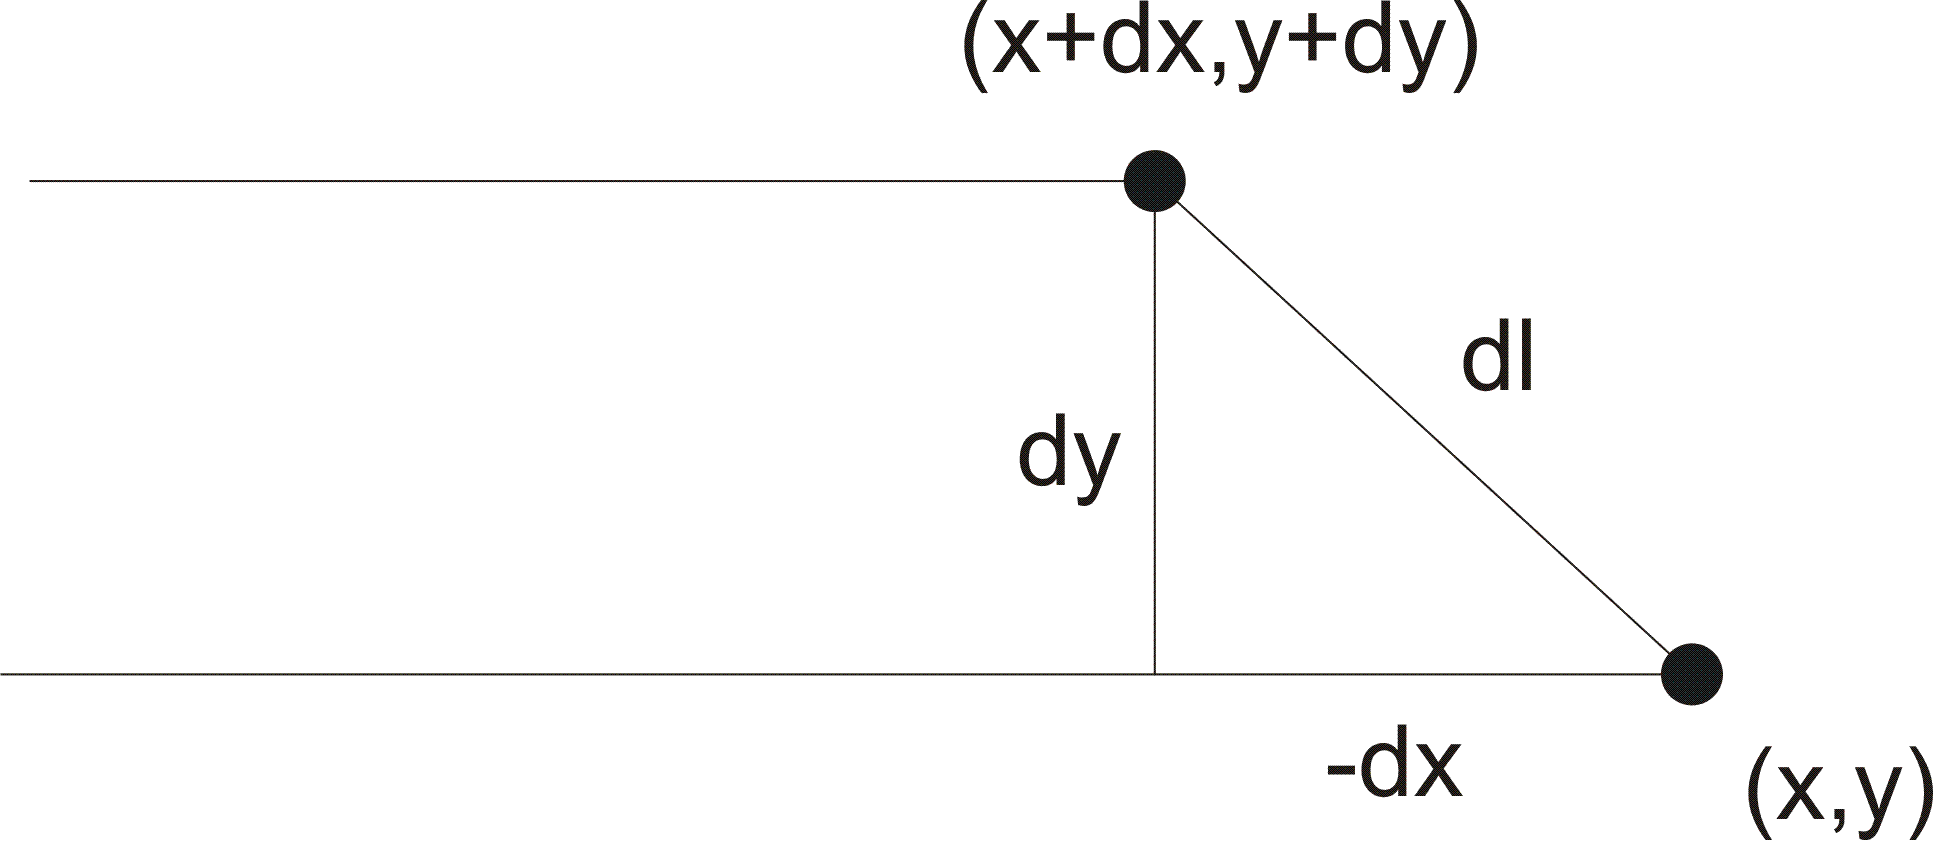 (x+dx,y+dy)
dl
dy
-dx
(x,y)